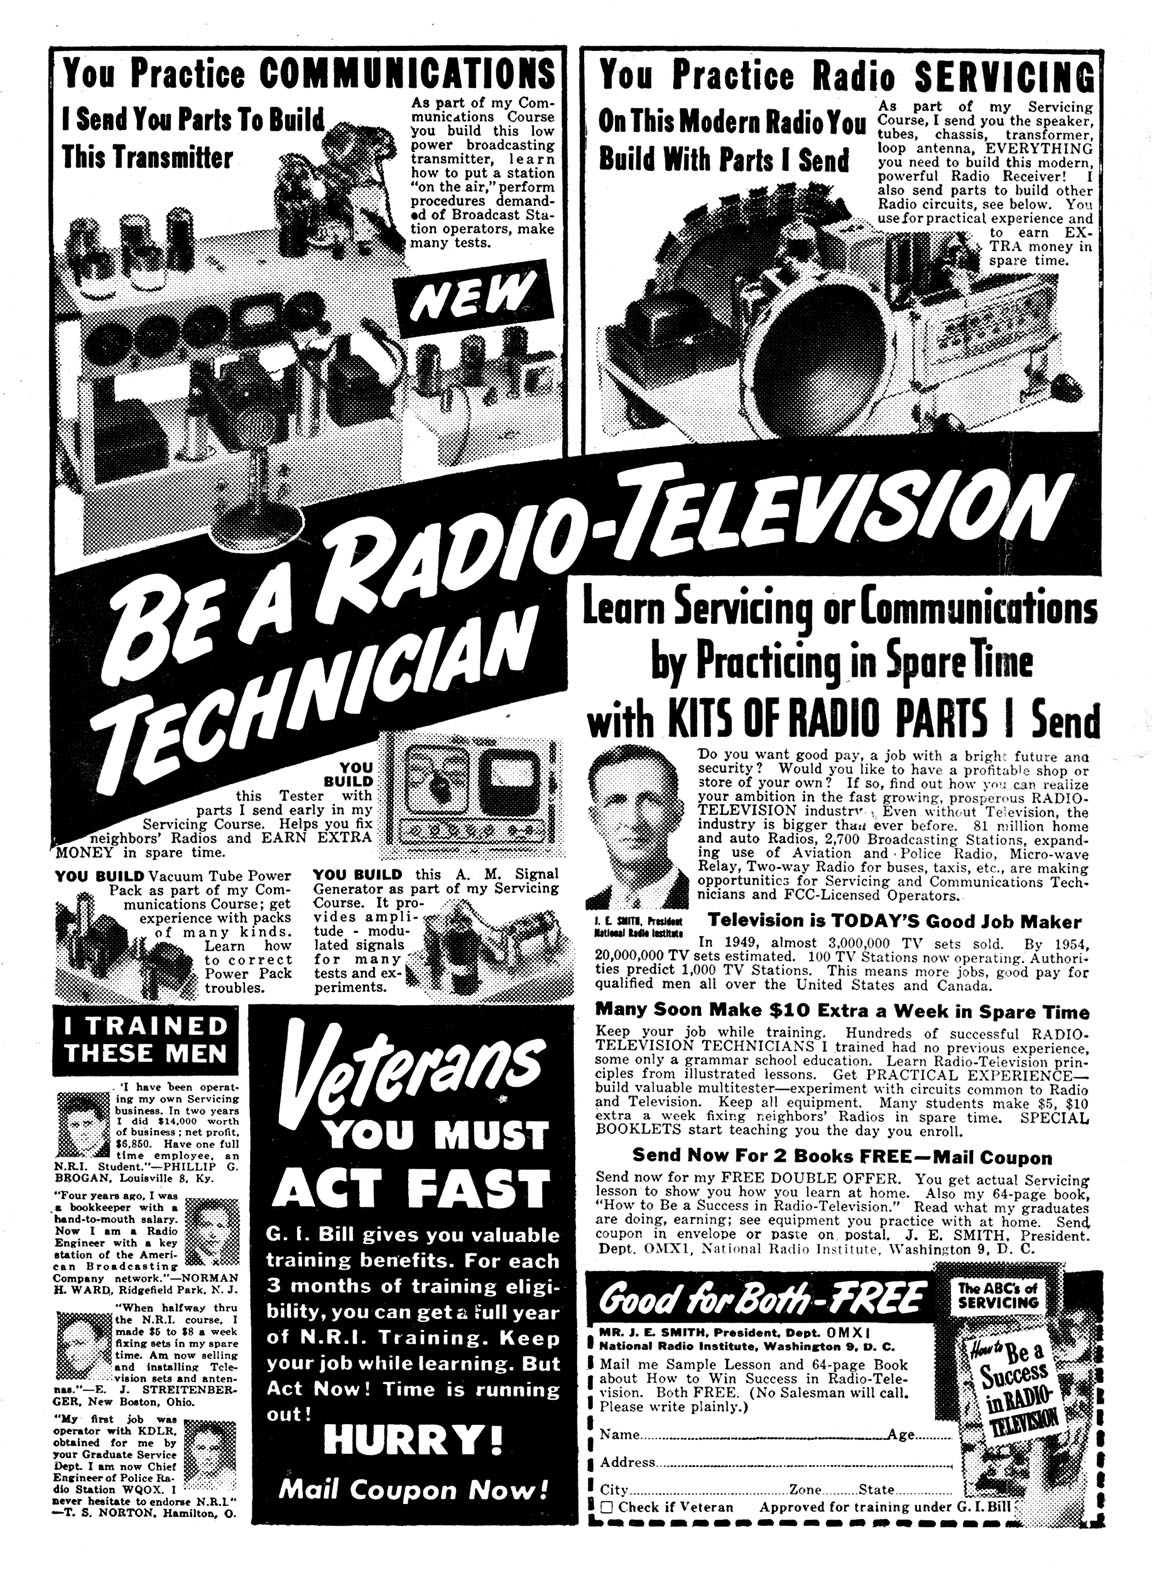 You Practice COMMUNICATIONS
I Send You Parts To Build
This Transmitter
As part of my Com-
munications Course
you build this low
power broadcasting
transmitter, learn
how to put a station
"on the air," perform
procedures demand-
ed of Broadcast Sta-
tion operators, make
many tests.
NEW
You Practice Radio SERVICING
On This Modern Radio You
Build With Parts I Send
As part of my Servicing
Course, I send you the speaker,
tubes, chassis, transformer,
loop antenna, EVERYTHING
you need to build this modern,
powerful Radio Receiver! I
also send parts to build other
Radio circuits, see below. You
use for practical experience and
to earn EX-
TRA money in
spare time.
BE A RADIO-TELEVISION
TECHNICIAN
YOU
BUILD
this Tester with
parts I send early in my
Servicing Course. Helps you fix
neighbors' Radios and EARN EXTRA
MONEY in spare time.
YOU BUILD Vacuum Tube Power
Pack as part of my Com-
munications Course; get
experience with packs
of many kinds.
Learn how
to correct
Power Pack
troubles.
YOU BUILD this A. M. Signal
Generator as part of my Servicing
Course. It pro-
vides ampli-
tude - modu-
lated signals
for many
tests and ex-
periments.
I TRAINED
THESE MEN
"I have been operat-
ing my own Servicing
business. In two years
I did $14,000 worth
of business; net profit,
$6,850. Have one full
time employee, an
N.R.I. Student."—PHILLIP G.
BROGAN, Louisville 8, Ky.
"Four years ago, I was
a bookkeeper with a
hand-to-mouth salary.
Now I am a Radio
Engineer with a key
station of the Ameri-
can Broadcasting
Company network."—NORMAN
H. WARD, Ridgefield Park, N. J.
"When halfway thru
the N.R.I. course, I
made $5 to $8 a week
fixing sets in my spare
time. Am now selling
and installing Tele-
vision sets and anten-
nas."—E. J. STREITENBER-
GER, New Boston, Ohio.
"My first job was
operator with KDLR,
obtained for me by
your Graduate Service
Dept. I am now Chief
Engineer of Police Ra-
dio Station WQOX. I
never hesitate to endorse N.R.I."
—T. S. NORTON, Hamilton, O.
Veterans
YOU MUST
ACT FAST
G. I. Bill gives you valuable
training benefits. For each
3 months of training eligi-
bility, you can get a full year
of N.R.I. Training. Keep
your job while learning. But
Act Now! Time is running
out!
HURRY!
Mail Coupon Now!
Learn Servicing or Communications
by Practicing in Spare Time
with KITS OF RADIO PARTS I Send
Do you want good pay, a job with a bright future and
security? Would you like to have a profitable shop or
store of your own? If so, find out how you can realize
your ambition in the fast growing, prosperous RADIO-
TELEVISION industry. Even without Television, the
industry is bigger than ever before. 81 million home
and auto Radios, 2,700 Broadcasting Stations, expand-
ing use of Aviation and Police Radio, Micro-wave
Relay, Two-way Radio for buses, taxis, etc., are making
opportunities for Servicing and Communications Tech-
nicians and FCC-Licensed Operators.
J. E. SMITH, President
National Radio Institute
Television is TODAY'S Good Job Maker
In 1949, almost 3,000,000 TV sets sold. By 1954,
20,000,000 TV sets estimated. 100 TV Stations now operating. Authori-
ties predict 1,000 TV Stations. This means more jobs, good pay for
qualified men all over the United States and Canada.
Many Soon Make $10 Extra a Week in Spare Time
Keep your job while training. Hundreds of successful RADIO-
TELEVISION TECHNICIANS I trained had no previous experience,
some only a grammar school education. Learn Radio-Television prin-
ciples from illustrated lessons. Get PRACTICAL EXPERIENCE—
build valuable multitester—experiment with circuits common to Radio
and Television. Keep all equipment. Many students make $5, $10
extra a week fixing neighbors' Radios in spare time. SPECIAL
BOOKLETS start teaching you the day you enroll.
Send Now For 2 Books FREE—Mail Coupon
Send now for my FREE DOUBLE OFFER. You get actual Servicing
lesson to show you how you learn at home. Also my 64-page book,
"How to Be a Success in Radio-Television." Read what my graduates
are doing, earning; see equipment you practice with at home. Send
coupon in envelope or paste on postal. J. E. SMITH, President.
Dept. OMX1, National Radio Institute, Washington 9, D. C.
Good for Both-FREE
MR. J. E. SMITH, President, Dept. OMX1
National Radio Institute, Washington 9, D. C.
Mail me Sample Lesson and 64-page Book
about How to Win Success in Radio-Tele-
vision. Both FREE. (No Salesman will call.
Please write plainly.)
Name Age
Address
City Zone State
Check if Veteran Approved for training under G. I. Bill
The ABC's of
SERVICING
How to Be a
Success
in RADIO-
TELEVISION